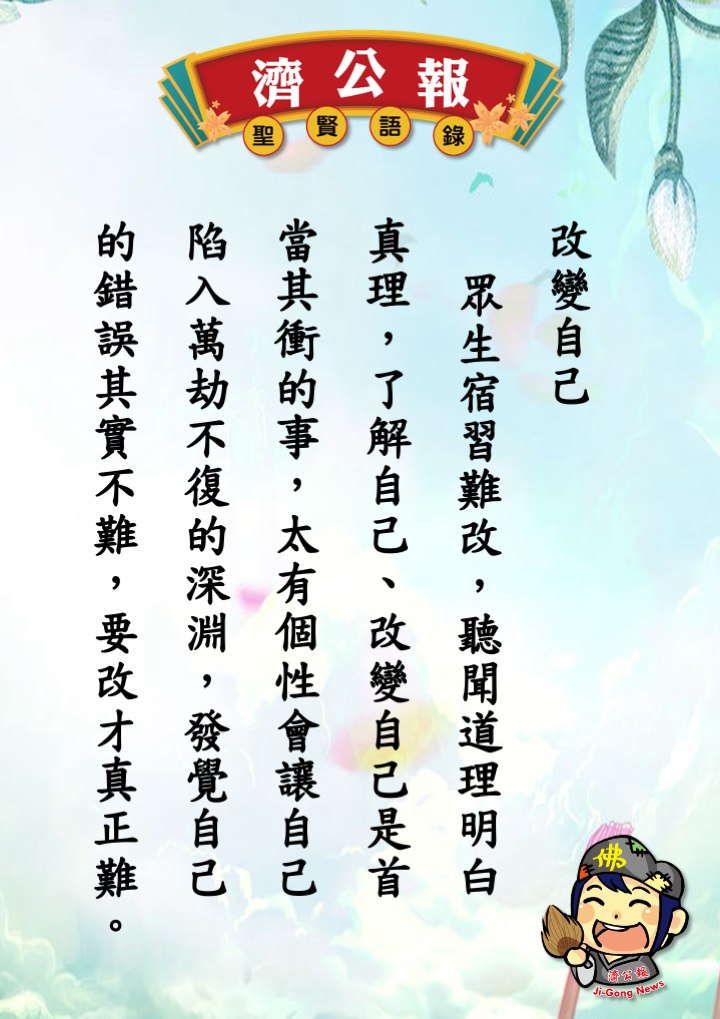 濟公報
聖賢語錄
改變自己
眾生宿習難改，聽聞道理明白
真理，了解自己、改變自己是首
當其衝的事，太有個性會讓自己
陷入萬劫不復的深淵，發覺自己
的錯誤其實不難，要改才真正難。
佛
濟公報
Ji-Gong News